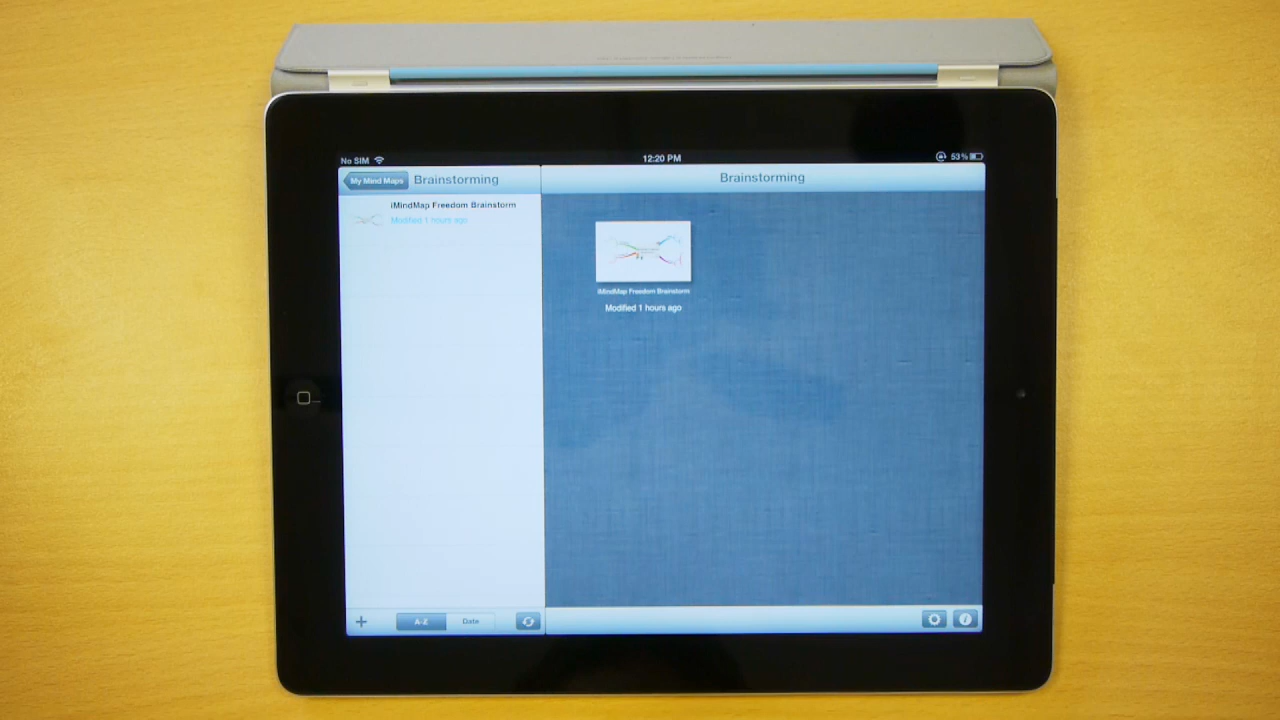 No SIM 12:20 PM 53%
My Mind Maps Brainstorming Brainstorming
iMindMap Freedom Brainstorm
Modified 1 hours ago
iMindMap Freedom Brainstorm
Modified 1 hours ago
A-Z Date